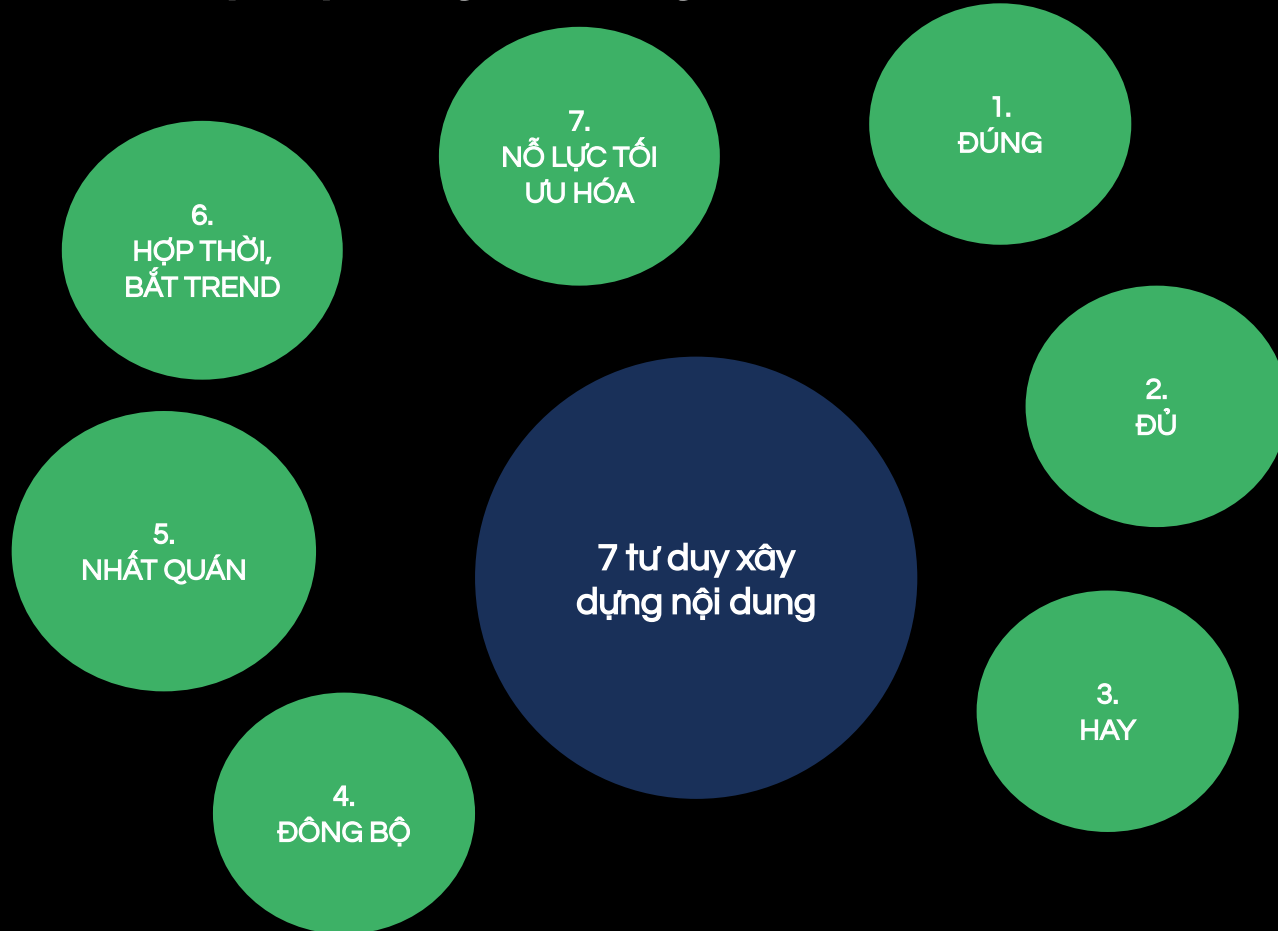 7 tư duy xây
dựng nội dung
1.
ĐÚNG
2.
ĐỦ
3.
HAY
4.
ĐỒNG BỘ
5.
NHẤT QUÁN
6.
HỢP THỜI,
BẮT TREND
7.
NỖ LỰC TỐI
ƯU HÓA